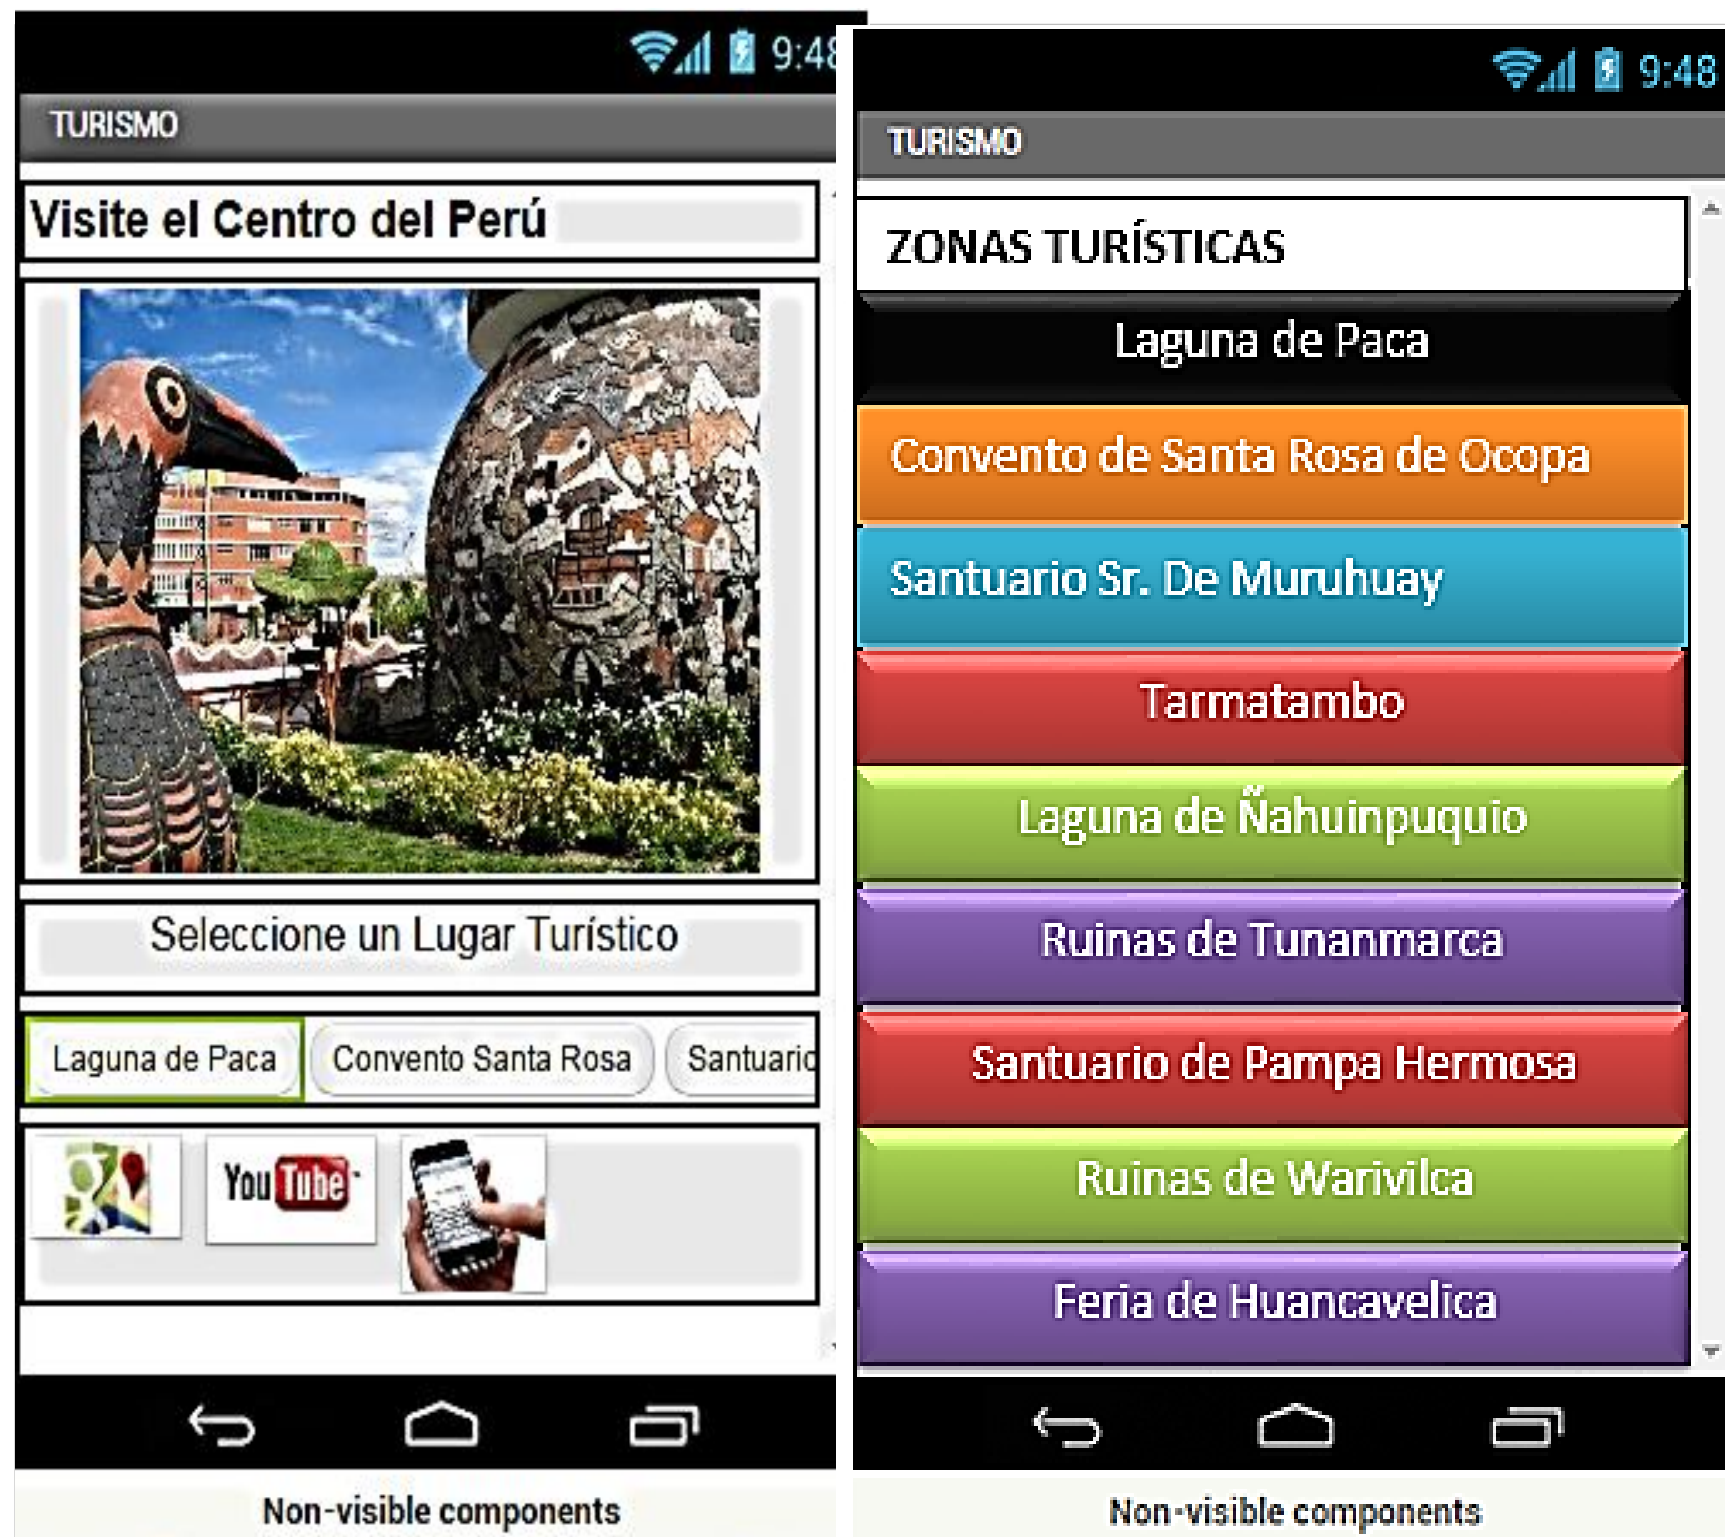 9:48
TURISMO
Visite el Centro del Perú
Seleccione un Lugar Turístico
Laguna de Paca
Convento Santa Rosa
Santuario
YouTube
Non-visible components
9:48
TURISMO
ZONAS TURÍSTICAS
Laguna de Paca
Convento de Santa Rosa de Ocopa
Santuario Sr. De Muruhuay
Tarmatambo
Laguna de Ñahuinpuquio
Ruinas de Tunanmarca
Santuario de Pampa Hermosa
Ruinas de Warivilca
Feria de Huancavelica
Non-visible components